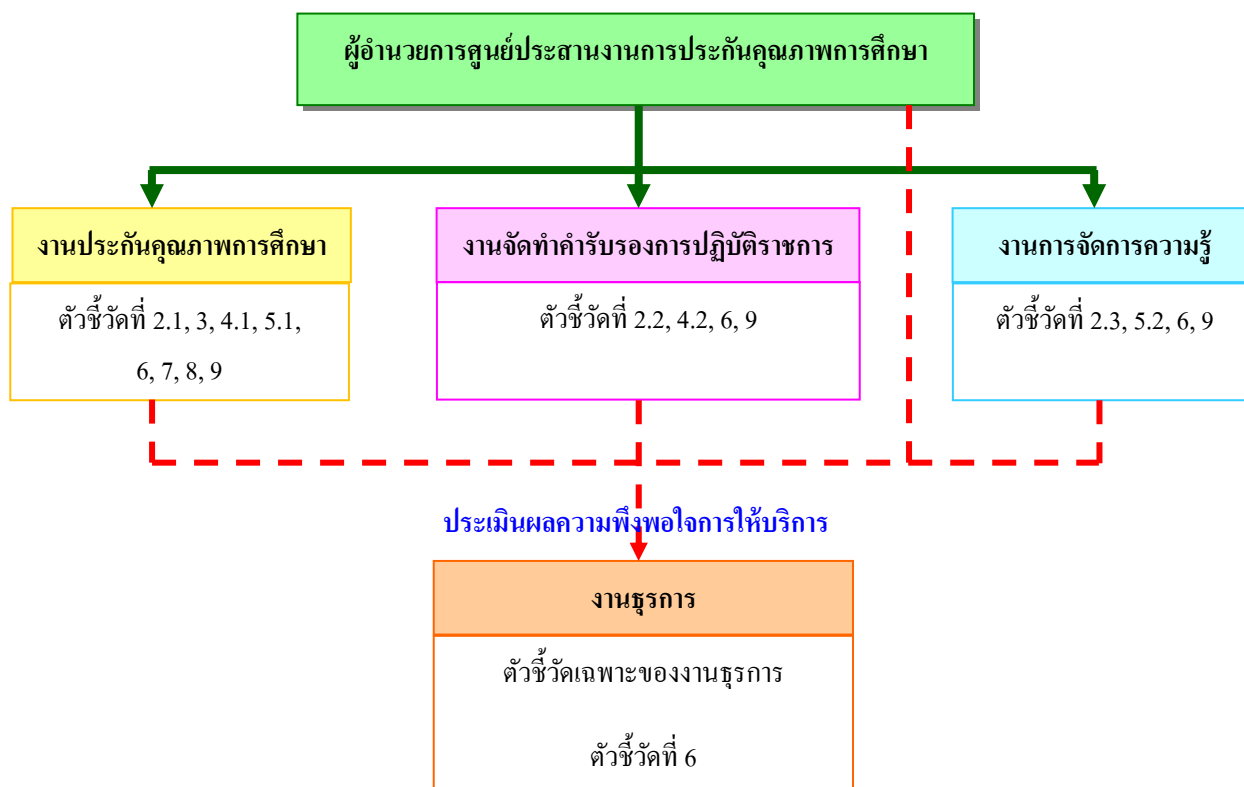 ผู้อำนวยการศูนย์ประสานงานการประกันคุณภาพการศึกษา
งานประกันคุณภาพการศึกษา
ตัวชี้วัดที่ 2.1, 3, 4.1, 5.1,
6, 7, 8, 9
งานจัดทำคำรับรองการปฏิบัติราชการ
ตัวชี้วัดที่ 2.2, 4.2, 6, 9
งานการจัดการความรู้
ตัวชี้วัดที่ 2.3, 5.2, 6, 9
ประเมินผลความพึงพอใจการให้บริการ
งานธุรการ
ตัวชี้วัดเฉพาะของงานธุรการ
ตัวชี้วัดที่ 6